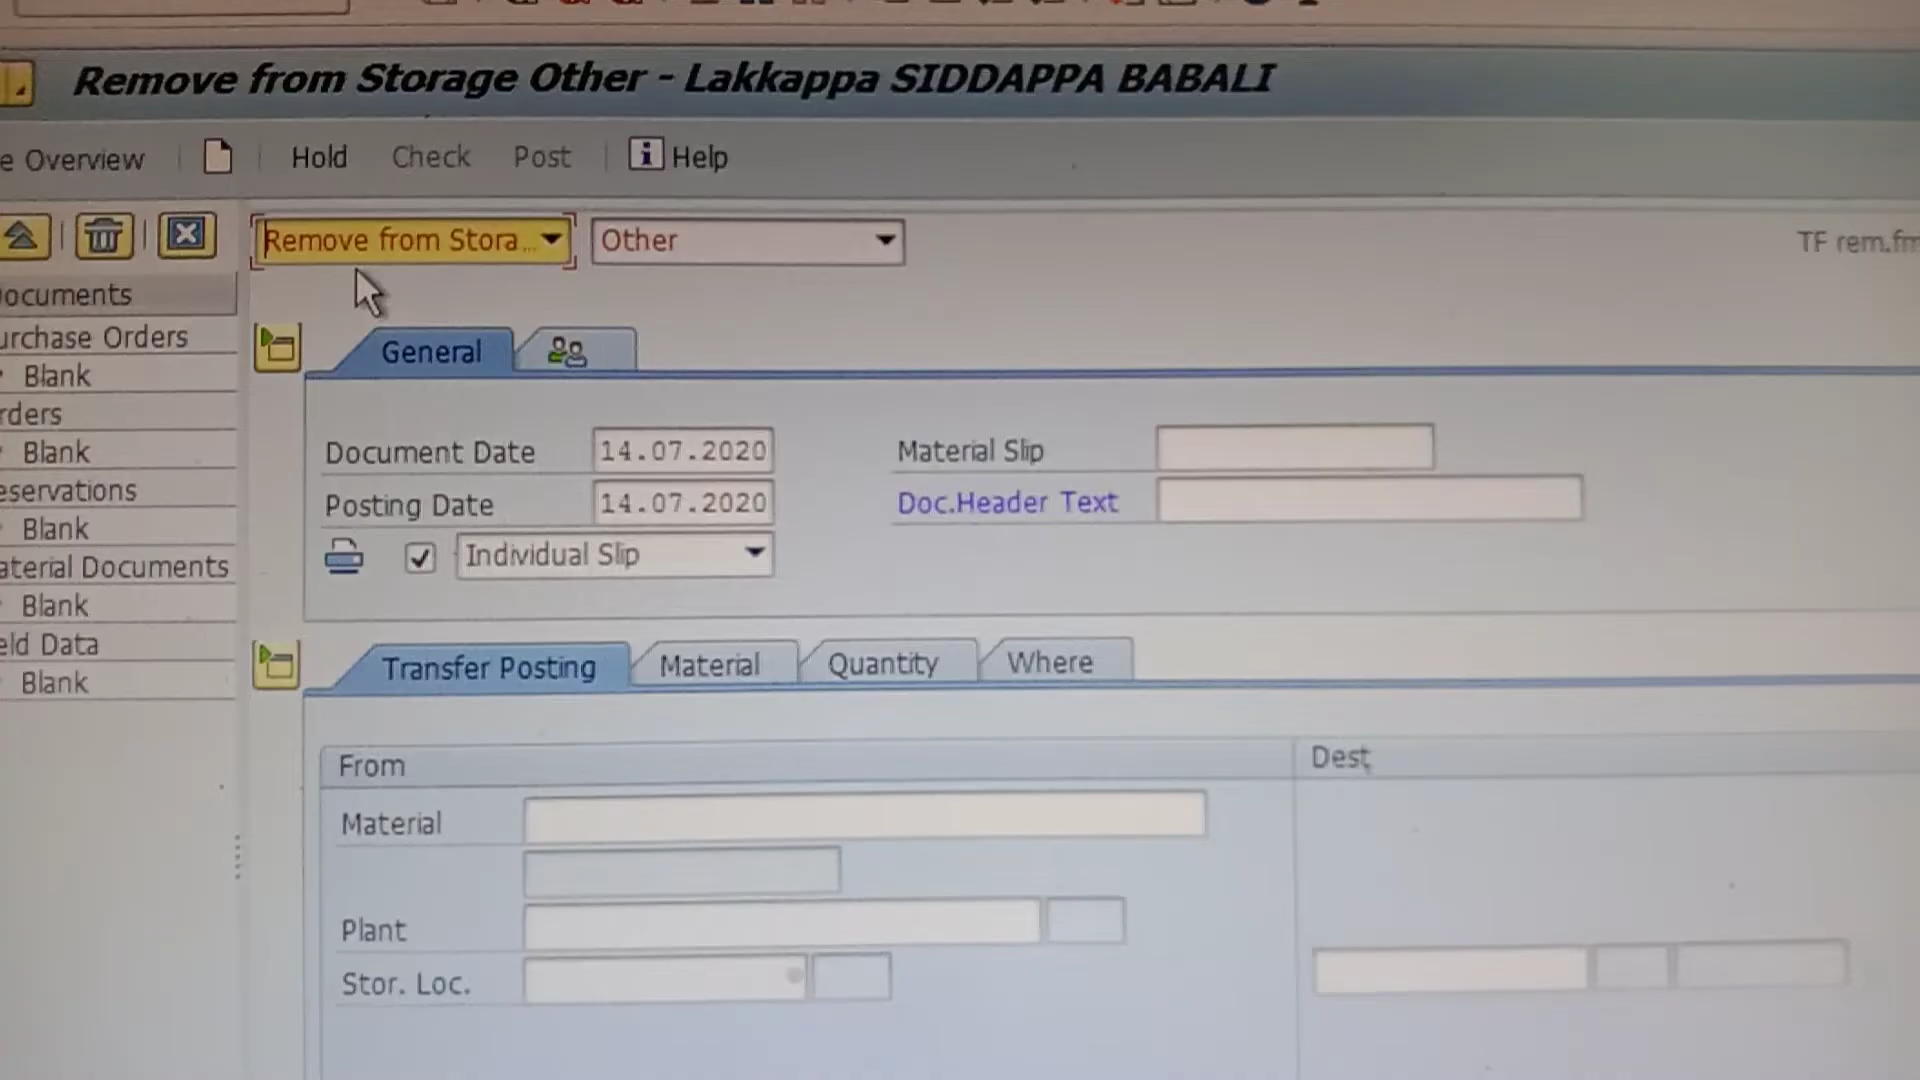 Remove from Storage Other - Lakkappa SIDDAPPA BABALI
e Overview Hold Check Post Help
Remove from Stora... Other TF rem.fm
ocuments
urchase Orders
Blank
rders
Blank
eservations
Blank
aterial Documents
Blank
eld Data
Blank
General
Document Date 14.07.2020 Material Slip
Posting Date 14.07.2020 Doc.Header Text
Individual Slip
Transfer Posting Material Quantity Where
From Dest
Material
Plant
Stor. Loc.